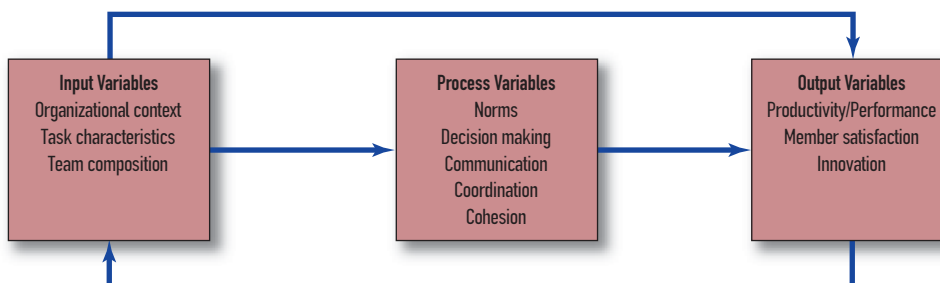 Input Variables
Organizational context
Task characteristics
Team composition
Process Variables
Norms
Decision making
Communication
Coordination
Cohesion
Output Variables
Productivity/Performance
Member satisfaction
Innovation